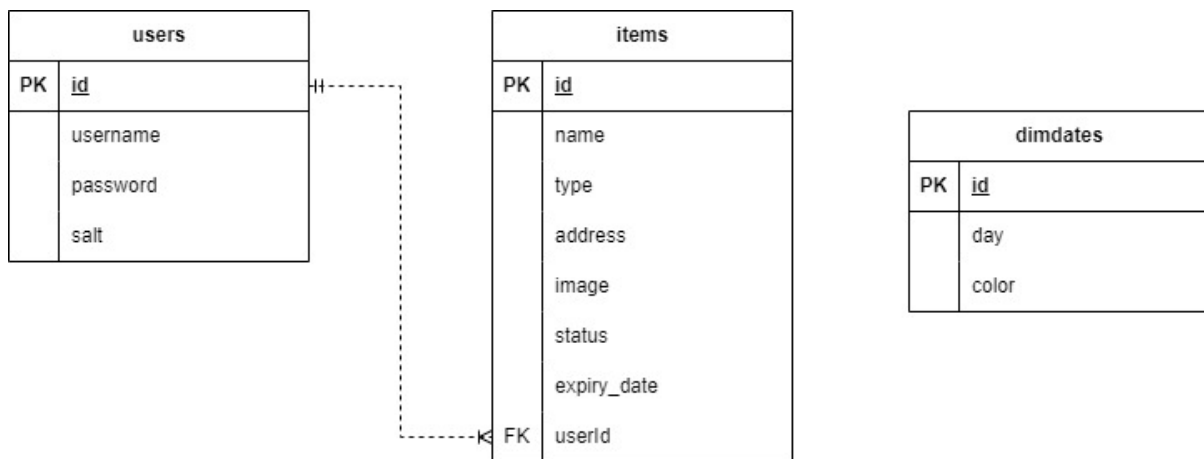 users
PK id
username
password
salt
items
PK id
name
type
address
image
status
expiry_date
FK userId
dimdates
PK id
day
color